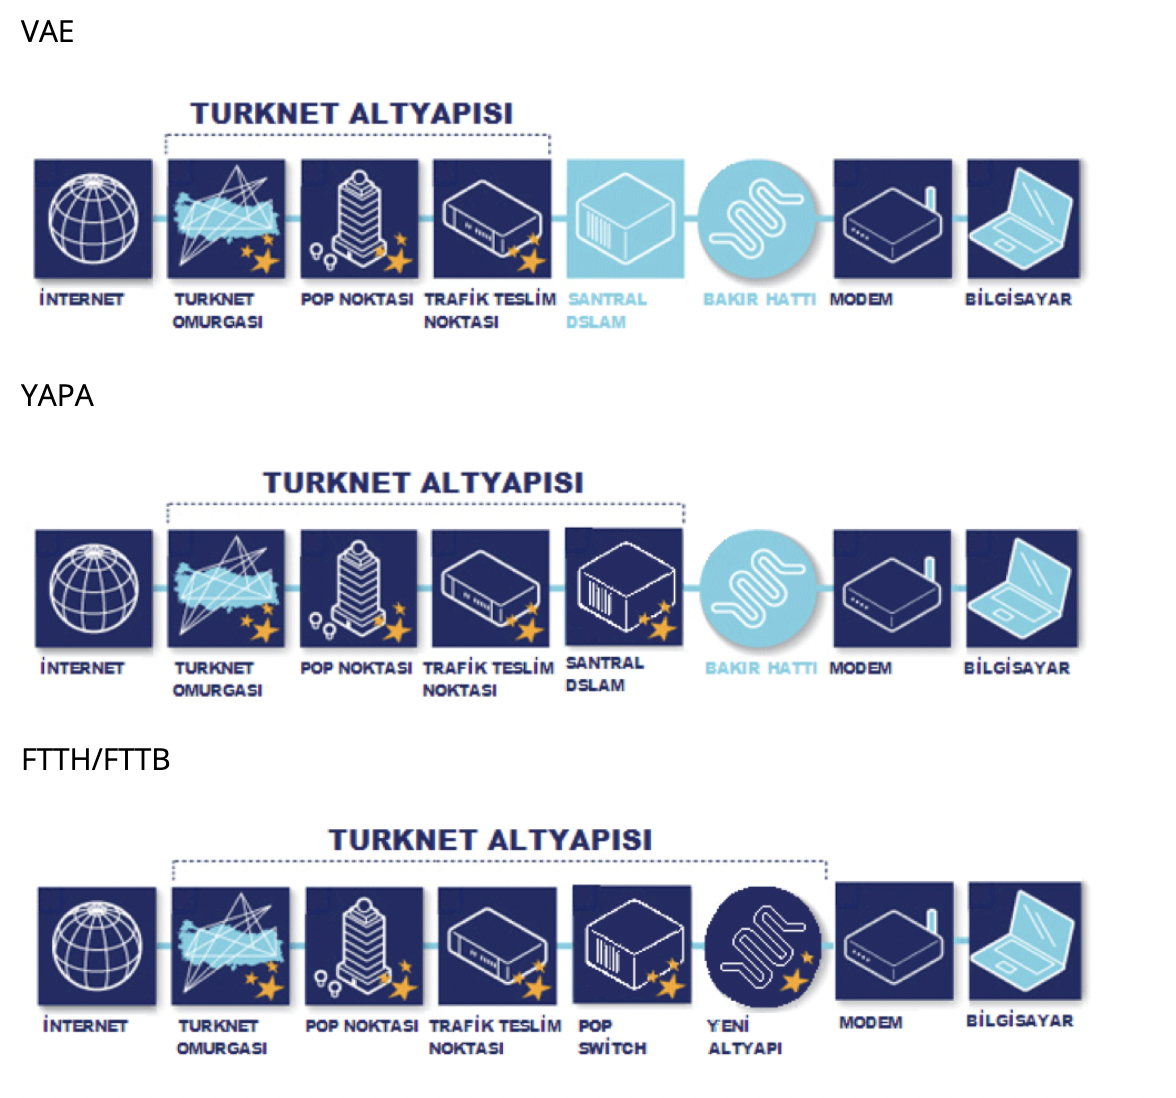 VAE
TURKNET ALTYAPISI
İNTERNET
TURKNET
OMURGASI
POP NOKTASI
TRAFİK TESLİM
NOKTASI
SANTRAL
DSLAM
BAKIR HATTI
MODEM
BİLGİSAYAR
YAPA
TURKNET ALTYAPISI
İNTERNET
TURKNET
OMURGASI
POP NOKTASI
TRAFİK TESLİM
NOKTASI
SANTRAL
DSLAM
BAKIR HATTI
MODEM
BİLGİSAYAR
FTTH/FTTB
TURKNET ALTYAPISI
İNTERNET
TURKNET
OMURGASI
POP NOKTASI
TRAFİK TESLİM
NOKTASI
POP
SWİTCH
YENİ
ALTYAPI
MODEM
BİLGİSAYAR